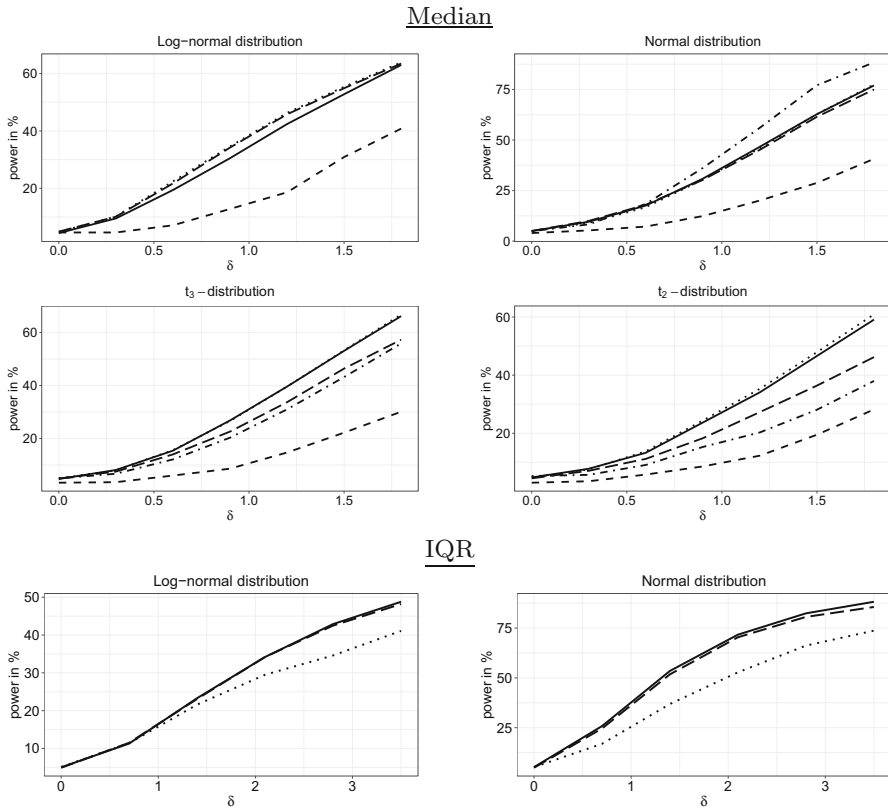 Median
Log−normal distribution
power in %
60
40
20
0.0 0.5 1.0 1.5
δ
Normal distribution
power in %
75
50
25
0
0.0 0.5 1.0 1.5
δ
t₃ − distribution
power in %
60
40
20
0.0 0.5 1.0 1.5
δ
t₂ − distribution
power in %
60
40
20
0.0 0.5 1.0 1.5
δ
IQR
Log−normal distribution
power in %
50
40
30
20
10
0 1 2 3
δ
Normal distribution
power in %
75
50
25
0 1 2 3
δ